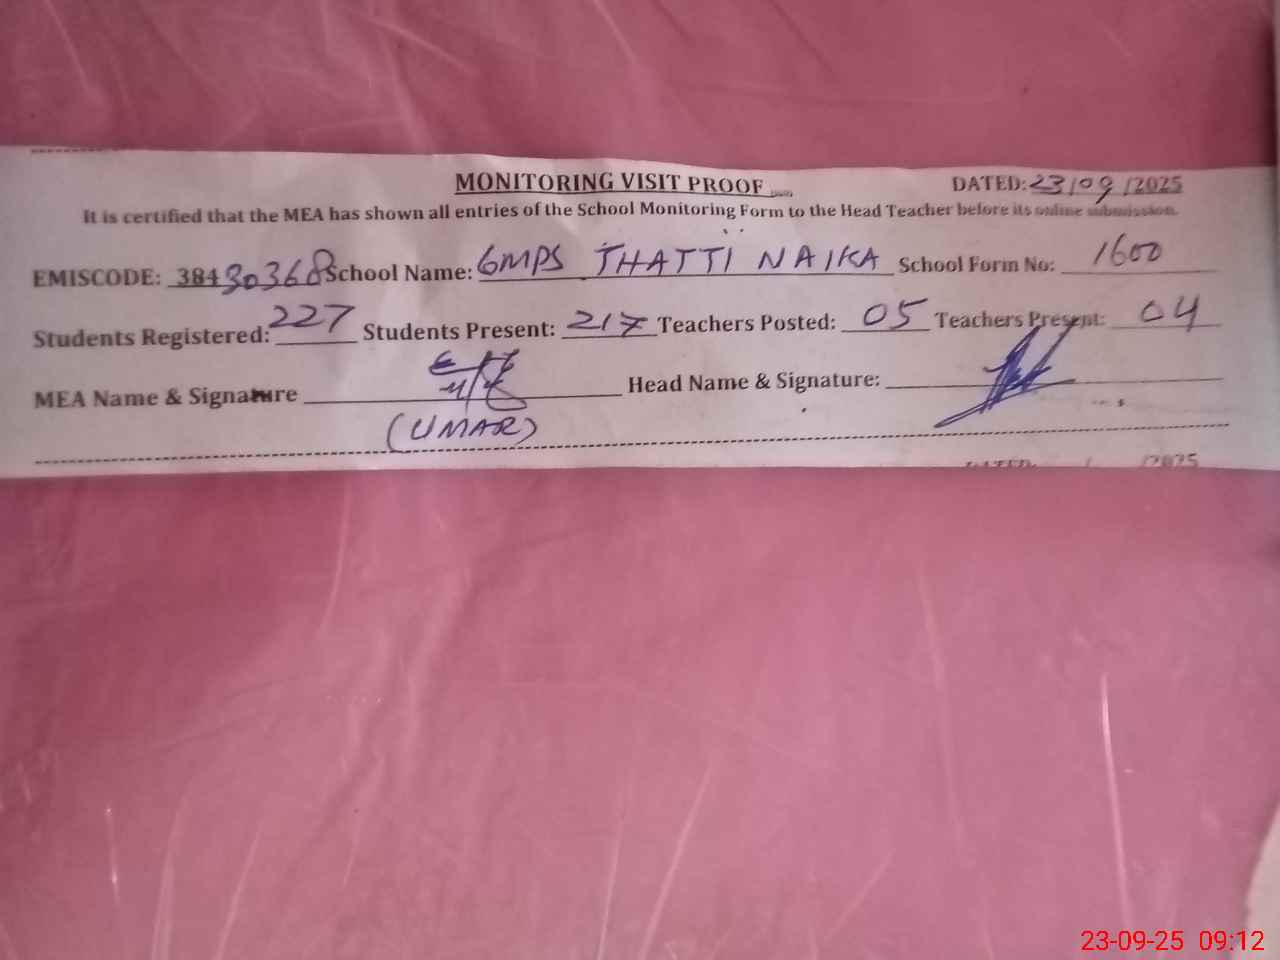 MONITORING VISIT PROOF DATED: 23/09/2025
It is certified that the MEA has shown all entries of the School Monitoring Form to the Head Teacher before its online submission.
EMISCODE: 38430368 School Name: GMPS THATTI NAIKA School Form No: 1600
Students Registered: 227 Students Present: 217 Teachers Posted: 05 Teachers Present: 04
MEA Name & Signature Head Name & Signature:
(UMAR)
DATED: / /2025
23-09-25 09:12